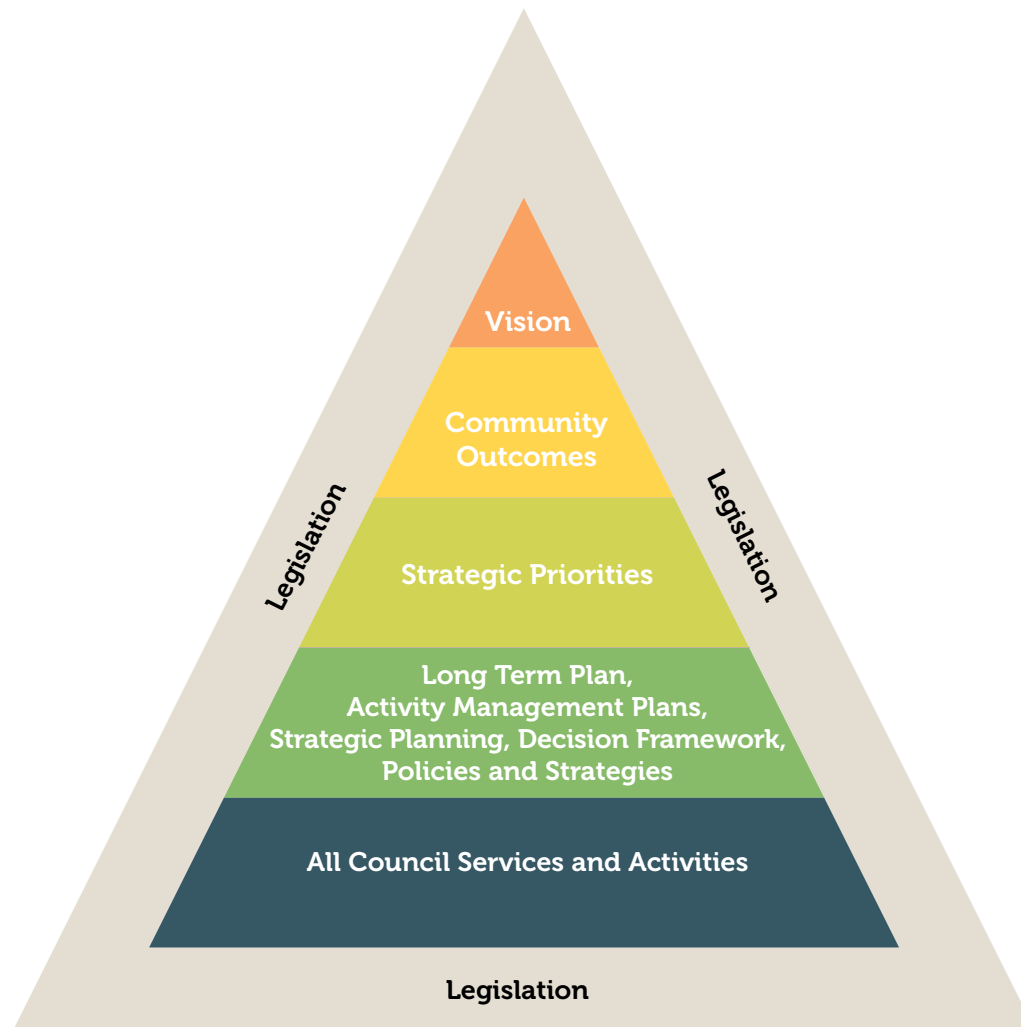 Vision
Community
Outcomes
Legislation
Legislation
Strategic Priorities
Long Term Plan,
Activity Management Plans,
Strategic Planning, Decision Framework,
Policies and Strategies
All Council Services and Activities
Legislation